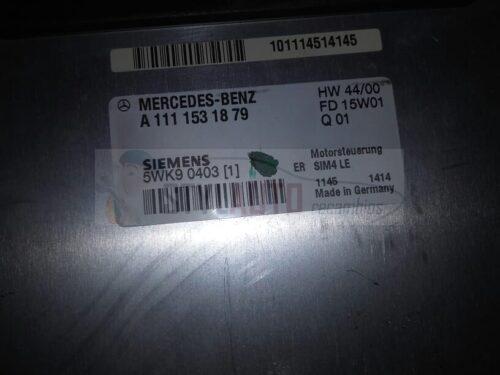 101114514145
MERCEDES-BENZ
A 111 153 18 79
HW 44/00
FD 15W01
Q 01
SIEMENS
5WK9 0403 [1]
ER
Motorsteuerung
SIM4 LE
1145 1414
Made in Germany
recambios